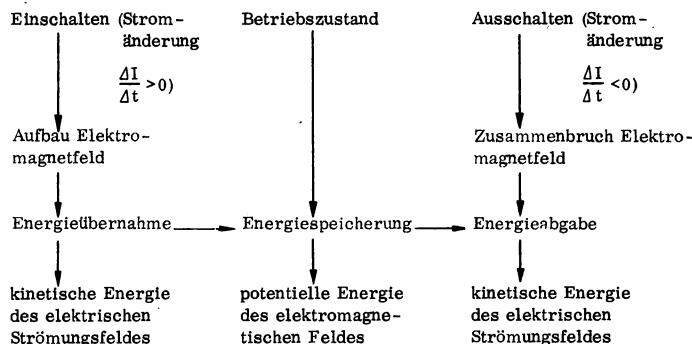 Einschalten (Strom-
änderung
ΔI/Δt >0)
Aufbau Elektro-
magnetfeld
Energieübernahme
kinetische Energie
des elektrischen
Strömungsfeldes
Betriebszustand
Energiespeicherung
potentielle Energie
des elektromagne-
tischen Feldes
Ausschalten (Strom-
änderung
ΔI/Δt <0)
Zusammenbruch Elektro-
magnetfeld
Energieabgabe
kinetische Energie
des elektrischen
Strömungsfeldes